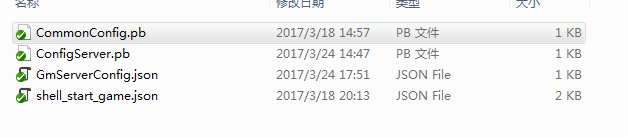 名称 修改日期 类型 大小
CommonConfig.pb 2017/3/18 14:57 PB 文件 1 KB
ConfigServer.pb 2017/3/24 14:47 PB 文件 1 KB
GmServerConfig.json 2017/3/24 17:51 JSON File 1 KB
shell_start_game.json 2017/3/18 20:13 JSON File 2 KB